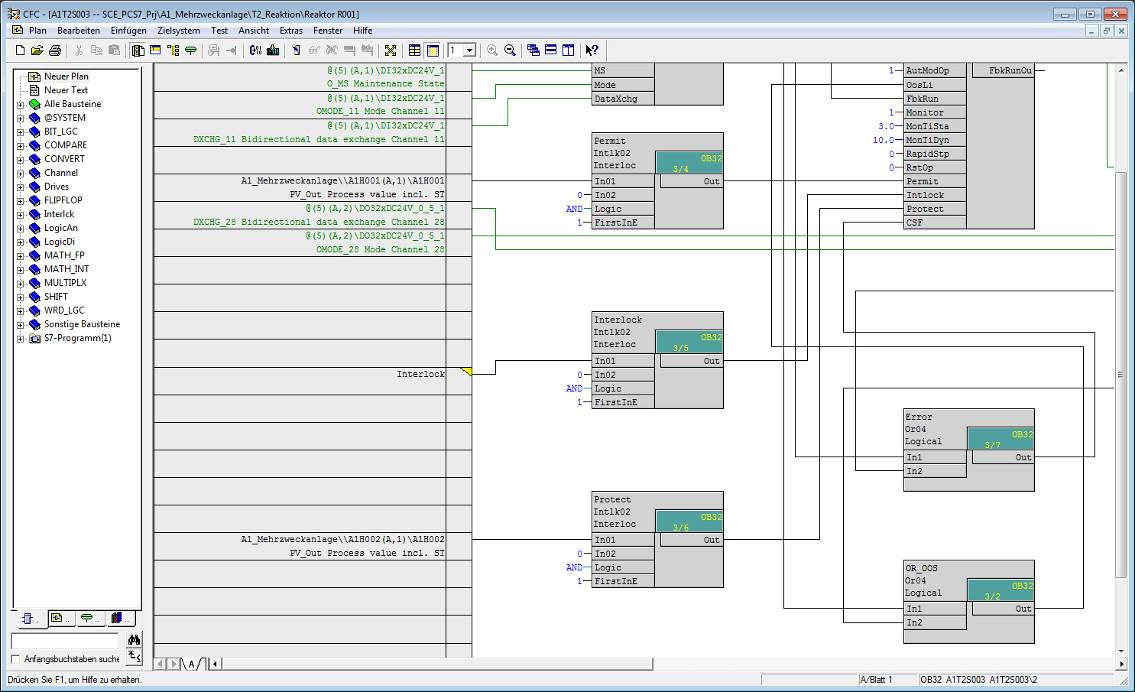 CFC - [A1T2S003 -- SCE_PCS7_Prj\A1_Mehrzweckanlage\T2_Reaktion\Reaktor R001]
Plan Bearbeiten Einfügen Zielsystem Test Ansicht Extras Fenster Hilfe
1
Neuer Plan
Neuer Text
Alle Bausteine
@SYSTEM
BIT_LGC
COMPARE
CONVERT
Channel
Drives
FLIPFLOP
Interlck
LogicAn
LogicDi
MATH_FP
MATH_INT
MULTIPLX
SHIFT
WRD_LGC
Sonstige Bausteine
S7-Programm(1)
Anfangsbuchstaben suche
@(5)(A,1)\DI32xDC24V_1
O_MS Maintenance State
@(5)(A,1)\DI32xDC24V_1
OMODE_11 Mode Channel 11
@(5)(A,1)\DI32xDC24V_1
DXCHG_11 Bidirectional data exchange Channel 11
A1_Mehrzweckanlage\\A1H001(A,1)\A1H001
PV_Out Process value incl. ST
@(5)(A,2)\DO32xDC24V_0_5_1
DXCHG_28 Bidirectional data exchange Channel 28
@(5)(A,2)\DO32xDC24V_0_5_1
OMODE_28 Mode Channel 28
Interlock
A1_Mehrzweckanlage\\A1H002(A,1)\A1H002
PV_Out Process value incl. ST
MS
Mode
DataXchg
Permit
Intlk02
Interloc
OB32
3/4
In01 Out
0 In02
AND Logic
1 FirstInE
Interlock
Intlk02
Interloc
OB32
3/5
In01 Out
0 In02
AND Logic
1 FirstInE
Protect
Intlk02
Interloc
OB32
3/6
In01 Out
0 In02
AND Logic
1 FirstInE
1 AutModOp FbkRunOu
OosLi
FbkRun
1 Monitor
3.0 MonTiSta
10.0 MonTiDyn
0 RapidStp
0 RstOp
Permit
Intlock
Protect
CSF
Error
Or04
Logical
OB32
3/7
In1 Out
In2
OR_OOS
Or04
Logical
OB32
3/2
In1 Out
In2
A
Drücken Sie F1, um Hilfe zu erhalten.
A/Blatt 1
OB32 A1T2S003 A1T2S003\2